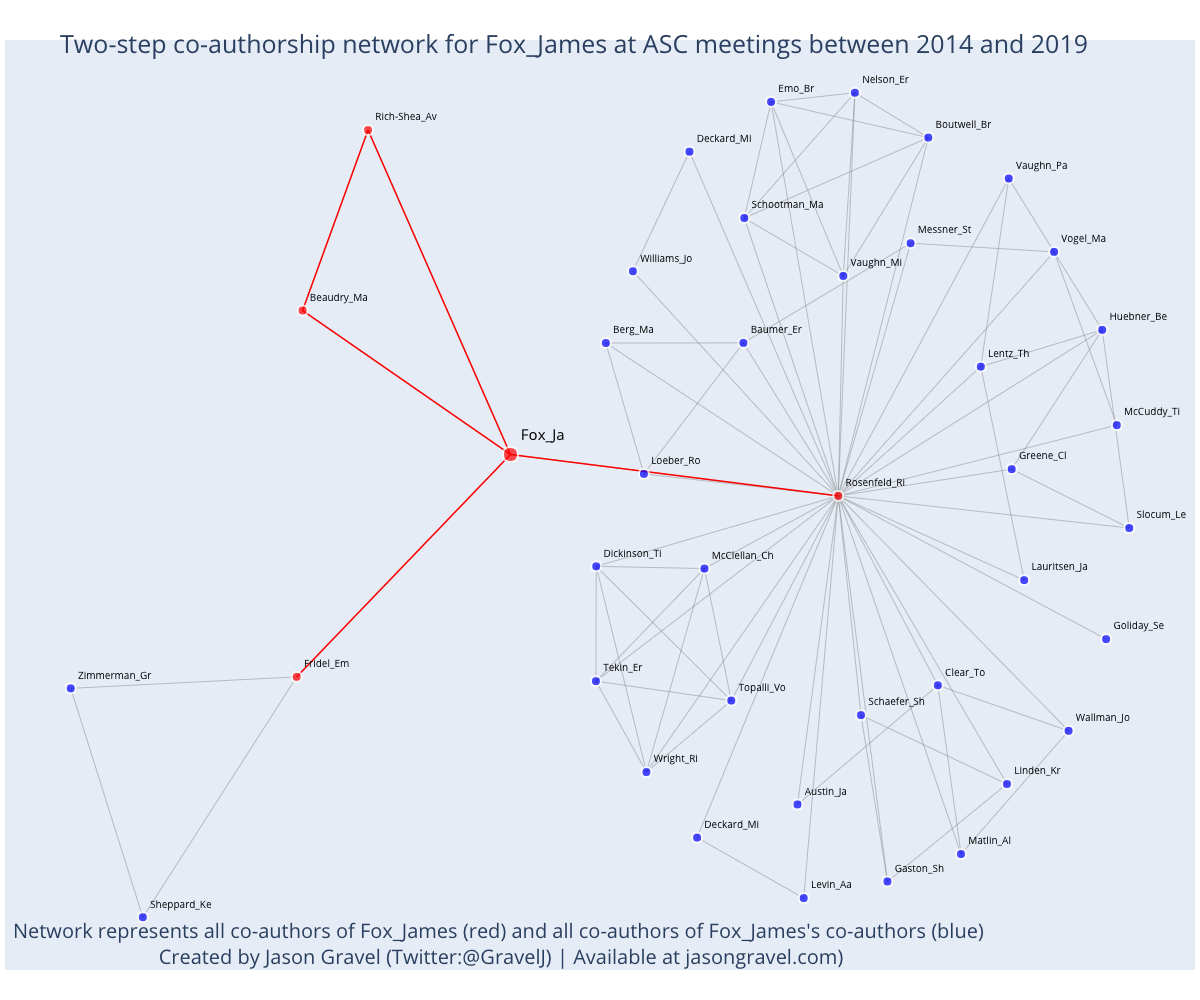 Two-step co-authorship network for Fox_James at ASC meetings between 2014 and 2019
Nelson_Er
Emo_Br
Rich-Shea_Av
Boutwell_Br
Deckard_Mi
Vaughn_Pa
Schootman_Ma
Messner_St
Vogel_Ma
Williams_Jo
Vaughn_Mi
Beaudry_Ma
Huebner_Be
Berg_Ma
Baumer_Er
Lentz_Th
McCuddy_Ti
Fox_Ja
Greene_Cl
Loeber_Ro
Rosenfeld_Ri
Slocum_Le
Dickinson_Ti
McClellan_Ch
Lauritsen_Ja
Goliday_Se
Fridel_Em
Tekin_Er
Clear_To
Zimmerman_Gr
Topalli_Vo
Schaefer_Sh
Wallman_Jo
Wright_Ri
Linden_Kr
Austin_Ja
Deckard_Mi
Matlin_Al
Gaston_Sh
Levin_Aa
Sheppard_Ke
Network represents all co-authors of Fox_James (red) and all co-authors of Fox_James's co-authors (blue)
Created by Jason Gravel (Twitter:@GravelJ) | Available at jasongravel.com)